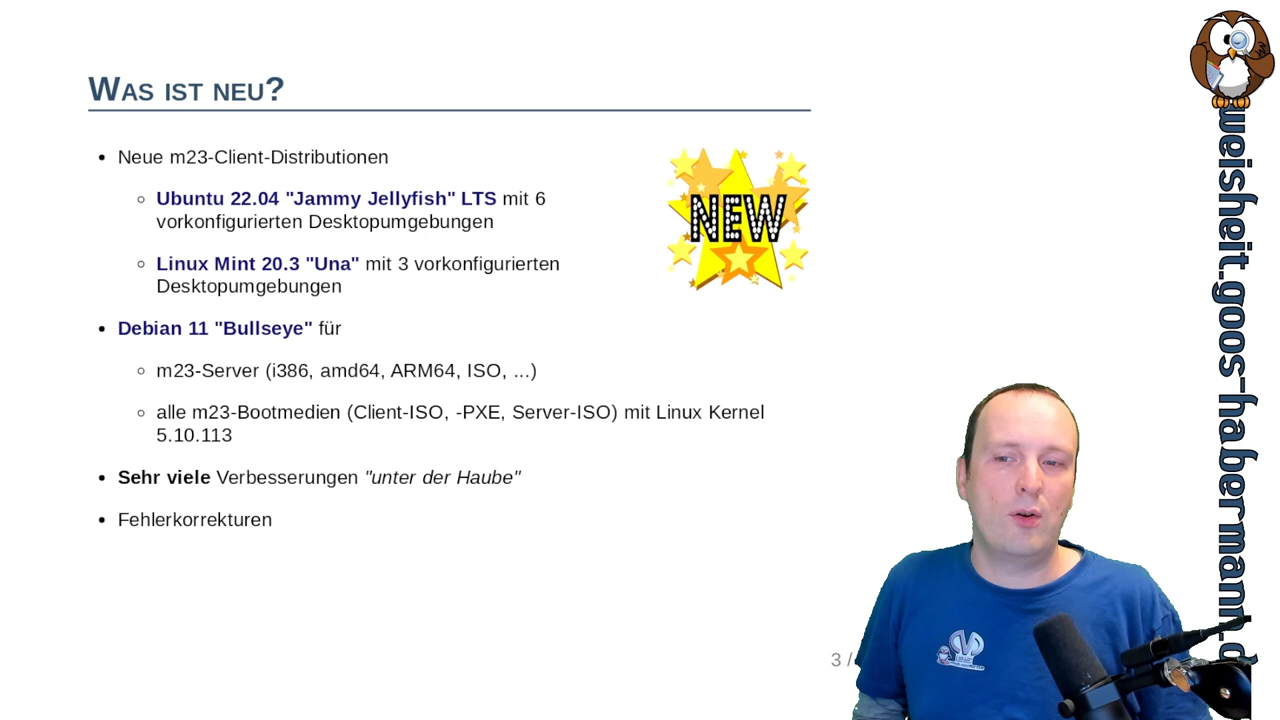 Was ist neu?
Neue m23-Client-Distributionen
Ubuntu 22.04 "Jammy Jellyfish" LTS mit 6
vorkonfigurierten Desktopumgebungen
Linux Mint 20.3 "Una" mit 3 vorkonfigurierten
Desktopumgebungen
Debian 11 "Bullseye" für
m23-Server (i386, amd64, ARM64, ISO, ...)
alle m23-Bootmedien (Client-ISO, -PXE, Server-ISO) mit Linux Kernel
5.10.113
Sehr viele Verbesserungen "unter der Haube"
Fehlerkorrekturen
NEW
3 /
weisheit.goos-habermann.d